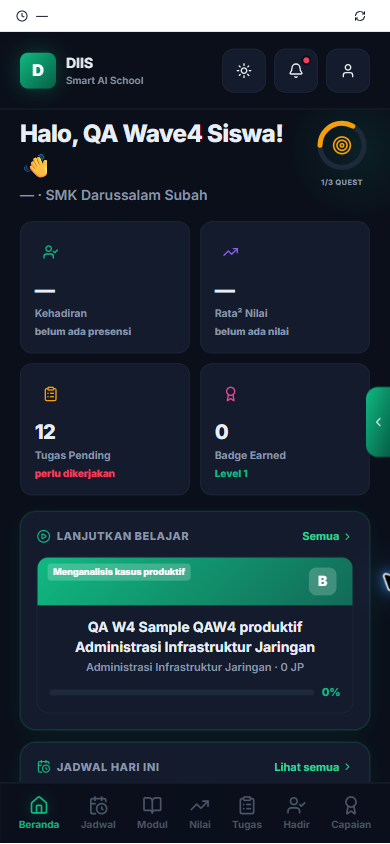 —
D
DIIS
Smart AI School
Halo, QA Wave4 Siswa!
👋
— · SMK Darussalam Subah
1/3 QUEST
—
Kehadiran
belum ada presensi
—
Rata² Nilai
belum ada nilai
12
Tugas Pending
perlu dikerjakan
0
Badge Earned
Level 1
LANJUTKAN BELAJAR
Semua
Menganalisis kasus produktif
B
QA W4 Sample QAW4 produktif
Administrasi Infrastruktur Jaringan
Administrasi Infrastruktur Jaringan · 0 JP
0%
JADWAL HARI INI
Lihat semua
Beranda
Jadwal
Modul
Nilai
Tugas
Hadir
Capaian